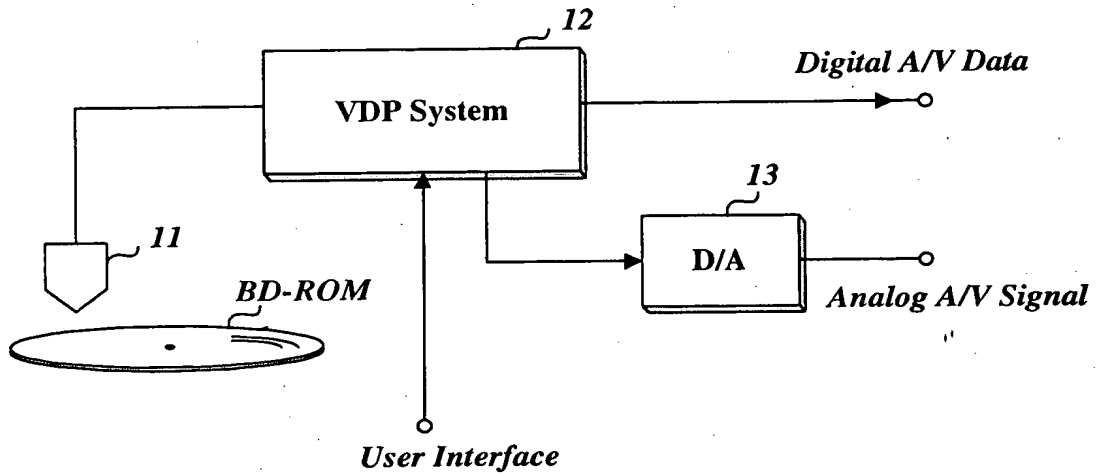 12
VDP System
Digital A/V Data
13
11
D/A
BD-ROM
Analog A/V Signal
User Interface